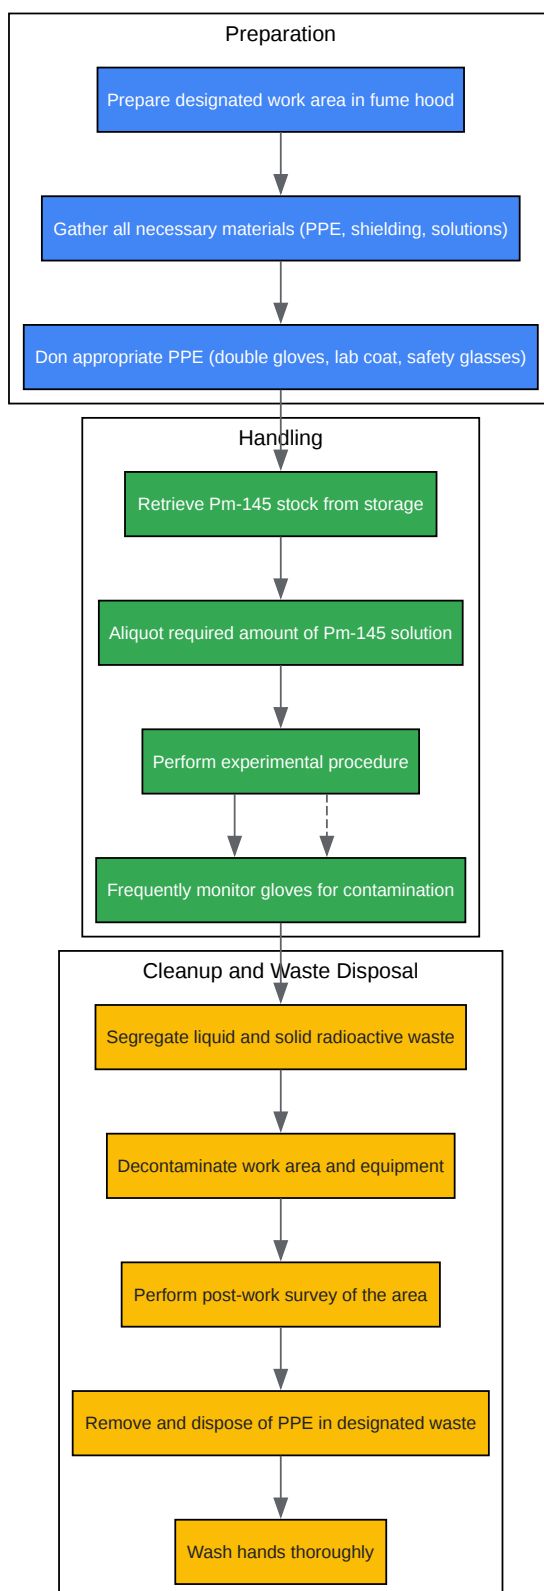 Preparation
Prepare designated work area in fume hood
Gather all necessary materials (PPE, shielding, solutions)
Don appropriate PPE (double gloves, lab coat, safety glasses)
Handling
Retrieve Pm-145 stock from storage
Aliquot required amount of Pm-145 solution
Perform experimental procedure
Frequently monitor gloves for contamination
Cleanup and Waste Disposal
Segregate liquid and solid radioactive waste
Decontaminate work area and equipment
Perform post-work survey of the area
Remove and dispose of PPE in designated waste
Wash hands thoroughly